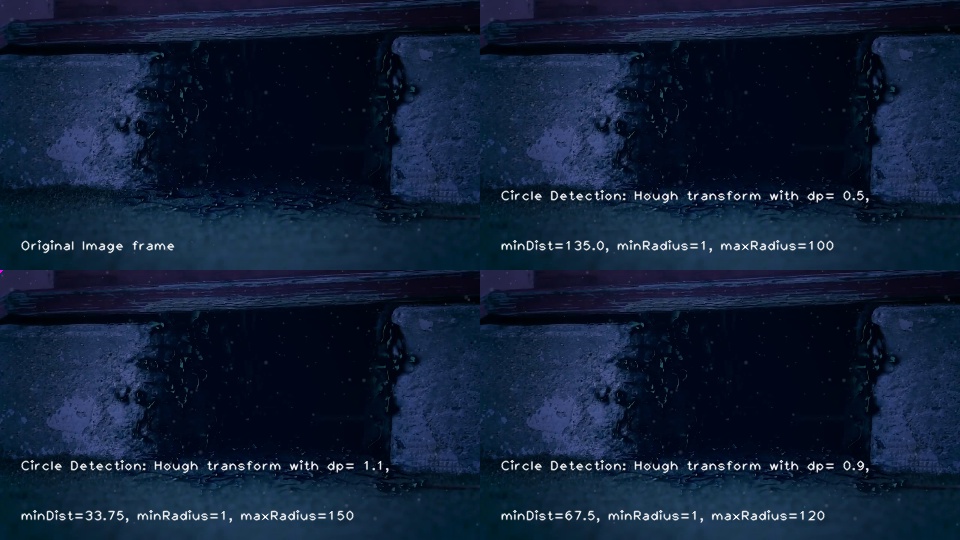 Original Image frame
Circle Detection: Hough transform with dp= 0.5,
minDist=135.0, minRadius=1, maxRadius=100
Circle Detection: Hough transform with dp= 1.1,
minDist=33.75, minRadius=1, maxRadius=150
Circle Detection: Hough transform with dp= 0.9,
minDist=67.5, minRadius=1, maxRadius=120